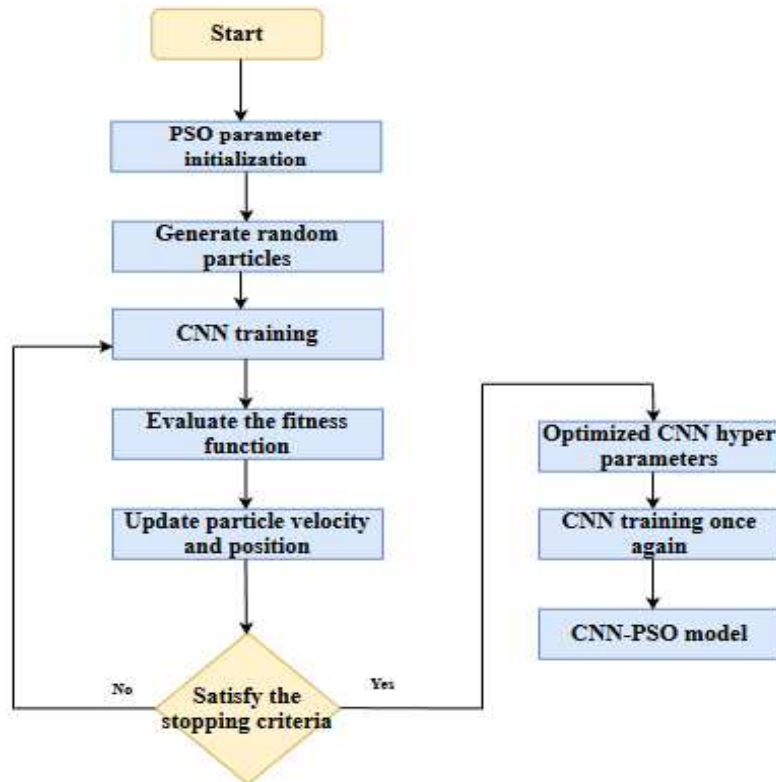 Start
PSO parameter
initialization
Generate random
particles
CNN training
Evaluate the fitness
function
Update particle velocity
and position
Satisfy the
stopping criteria
No
Yes
Optimized CNN hyper
parameters
CNN training once
again
CNN-PSO model